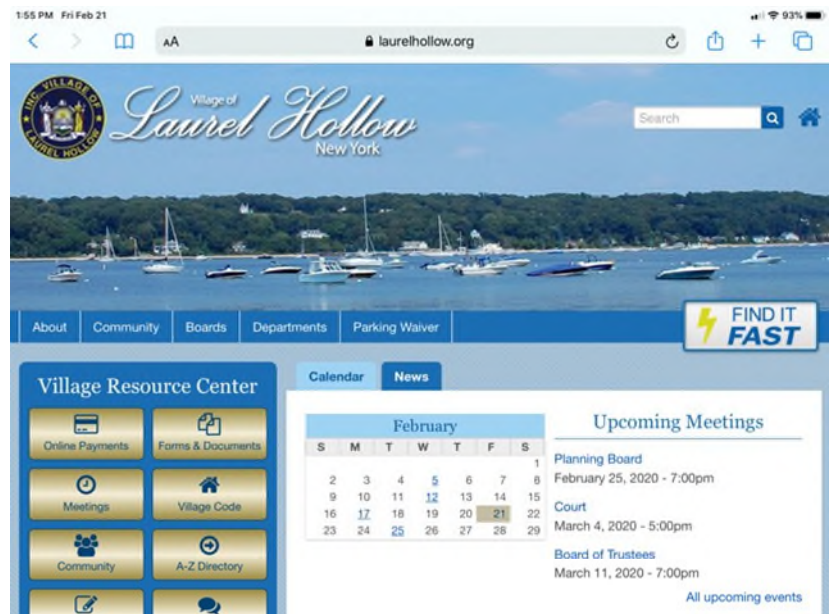 1:55 PM Fri Feb 21
93%
AA
laurelhollow.org
INC. VILLAGE OF
LAUREL HOLLOW
Village of
Laurel Hollow
New York
Search
About Community Boards Departments Parking Waiver
FIND IT
FAST
Village Resource Center
Online Payments Forms & Documents
Meetings Village Code
Community A-Z Directory
Calendar News
February
S M T W T F S
1
2 3 4 5 6 7 8
9 10 11 12 13 14 15
16 17 18 19 20 21 22
23 24 25 26 27 28 29
Upcoming Meetings
Planning Board
February 25, 2020 - 7:00pm
Court
March 4, 2020 - 5:00pm
Board of Trustees
March 11, 2020 - 7:00pm
All upcoming events